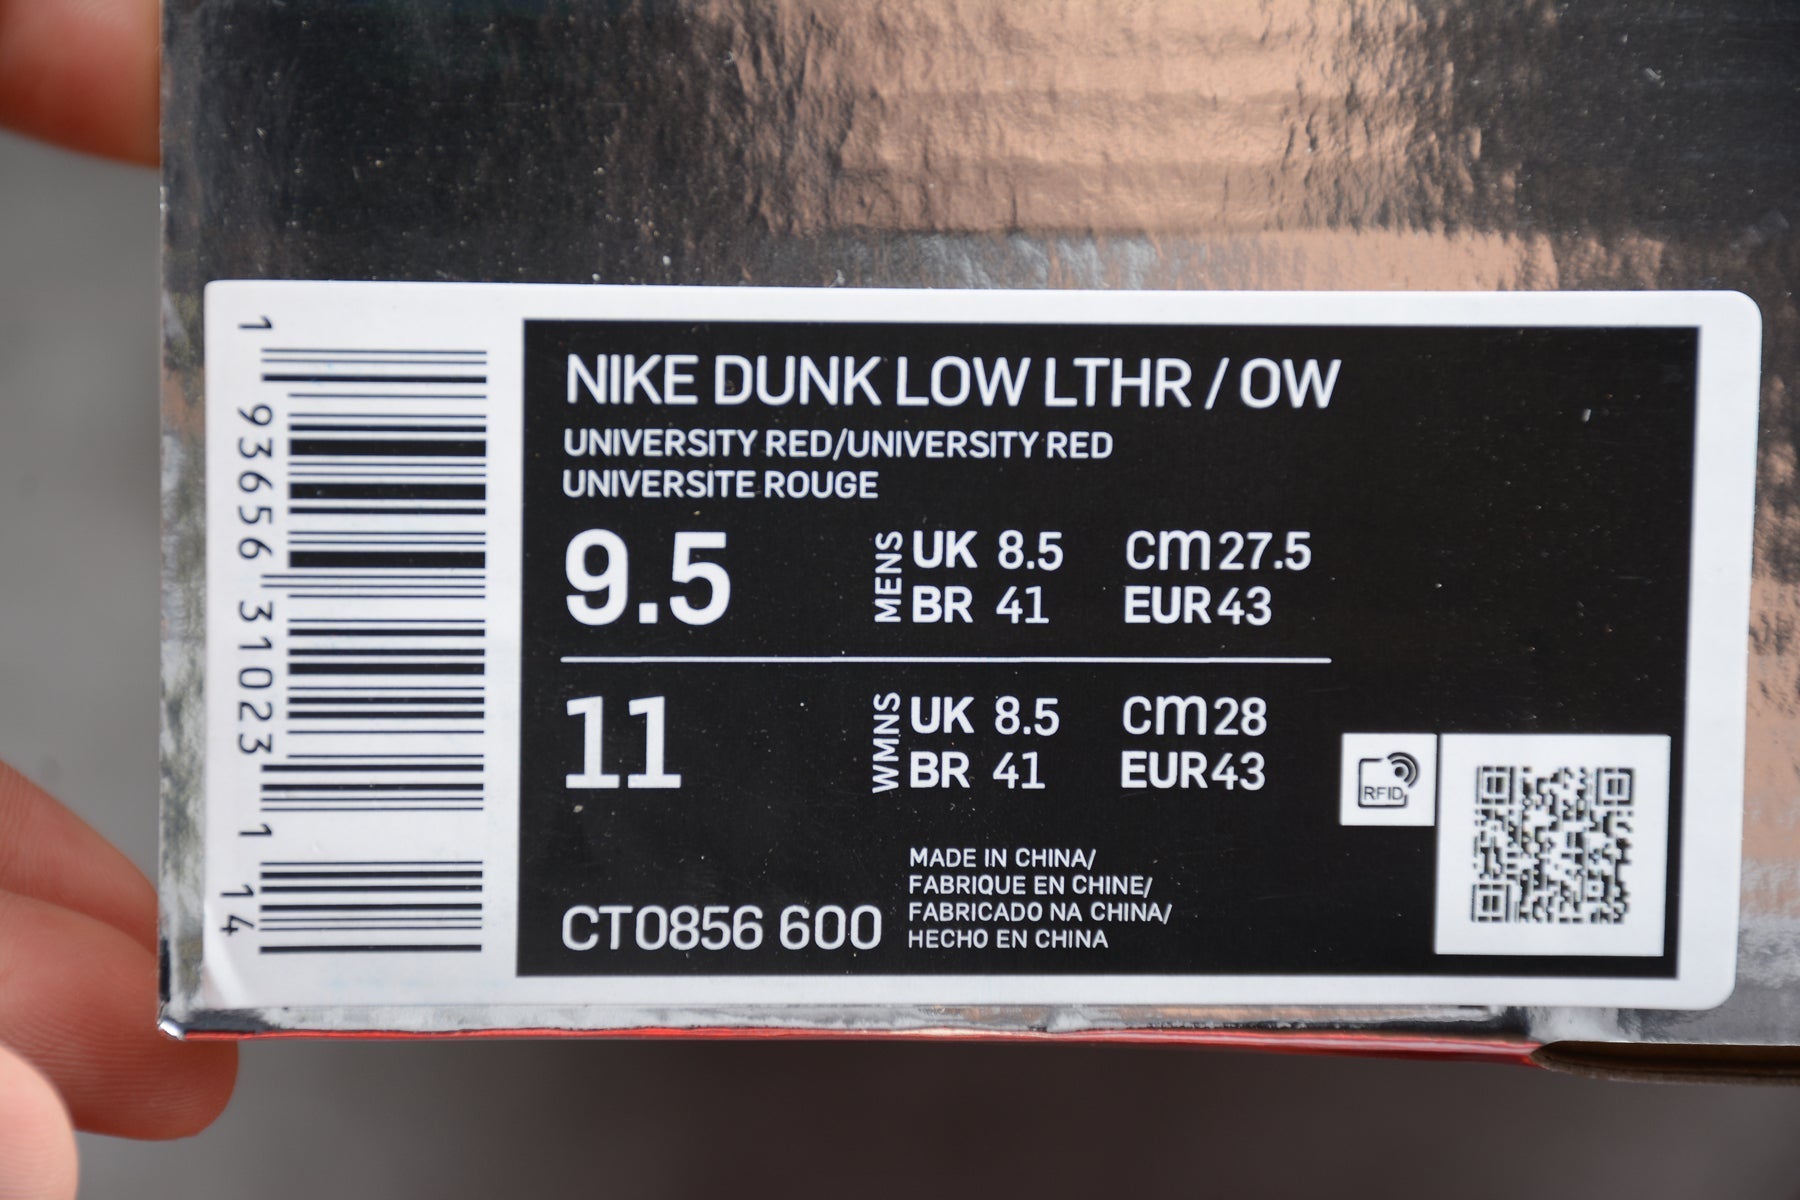 1 93656 31023 1 14
NIKE DUNK LOW LTHR / OW
UNIVERSITY RED/UNIVERSITY RED
UNIVERSITE ROUGE
9.5
MENS
UK 8.5 cm 27.5
BR 41 EUR 43
11
WMNS
UK 8.5 cm 28
BR 41 EUR 43
RFID
CT0856 600
MADE IN CHINA/
FABRIQUE EN CHINE/
FABRICADO NA CHINA/
HECHO EN CHINA